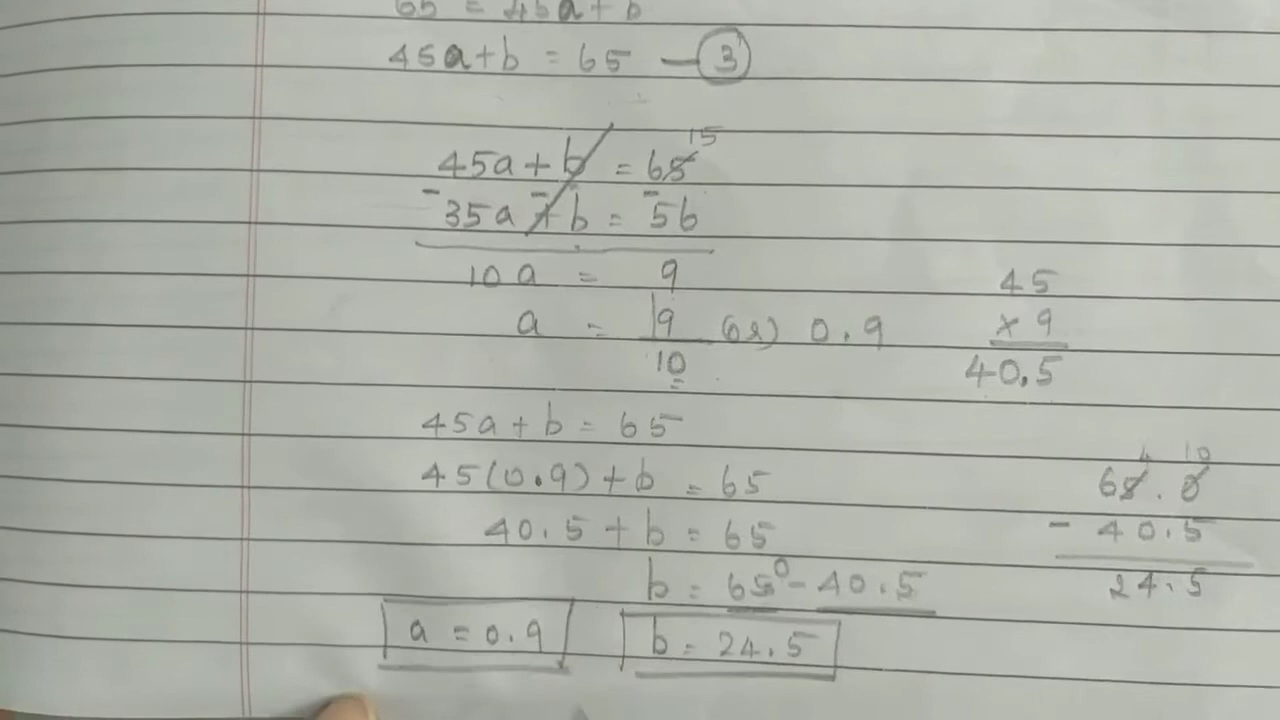 65 = 45a + b
45a + b = 65 — 3
15
45a + b = 65
- - -
35a + b = 56
10a = 9
a = 9/10 (or) 0.9
45
× 9
40.5
45a + b = 65
45(0.9) + b = 65
40.5 + b = 65
b = 65 - 40.5
4 10
65.0
- 40.5
24.5
a = 0.9
b = 24.5